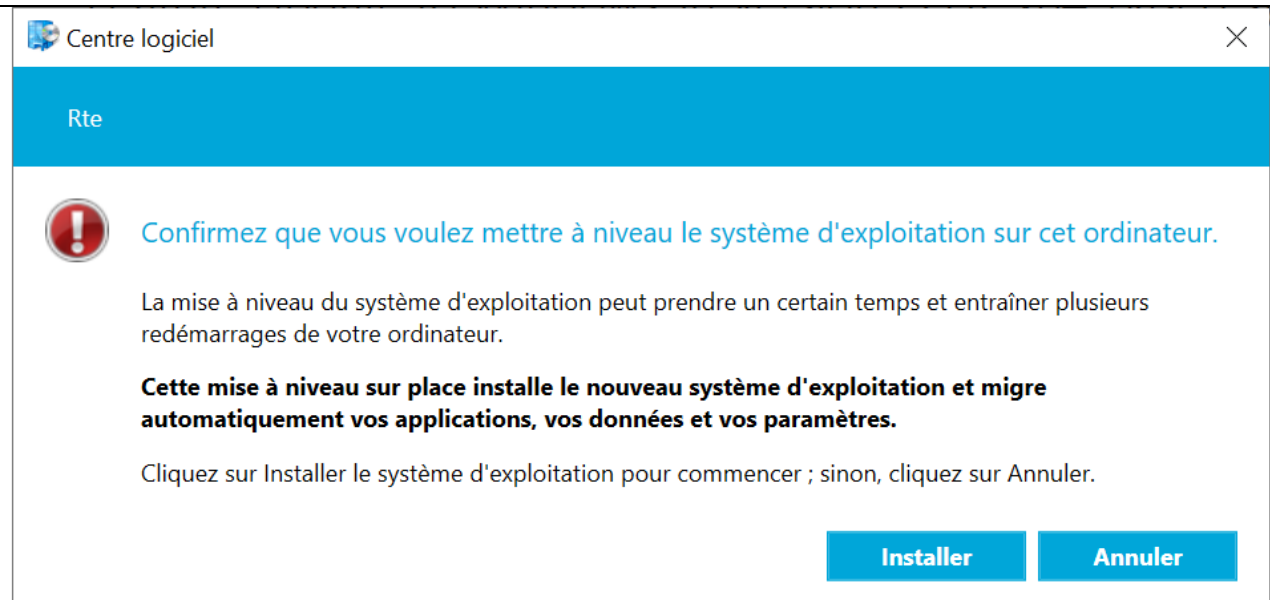 Centre logiciel
Rte
Confirmez que vous voulez mettre à niveau le système d'exploitation sur cet ordinateur.
La mise à niveau du système d'exploitation peut prendre un certain temps et entraîner plusieurs
redémarrages de votre ordinateur.
Cette mise à niveau sur place installe le nouveau système d'exploitation et migre
automatiquement vos applications, vos données et vos paramètres.
Cliquez sur Installer le système d'exploitation pour commencer ; sinon, cliquez sur Annuler.
Installer
Annuler